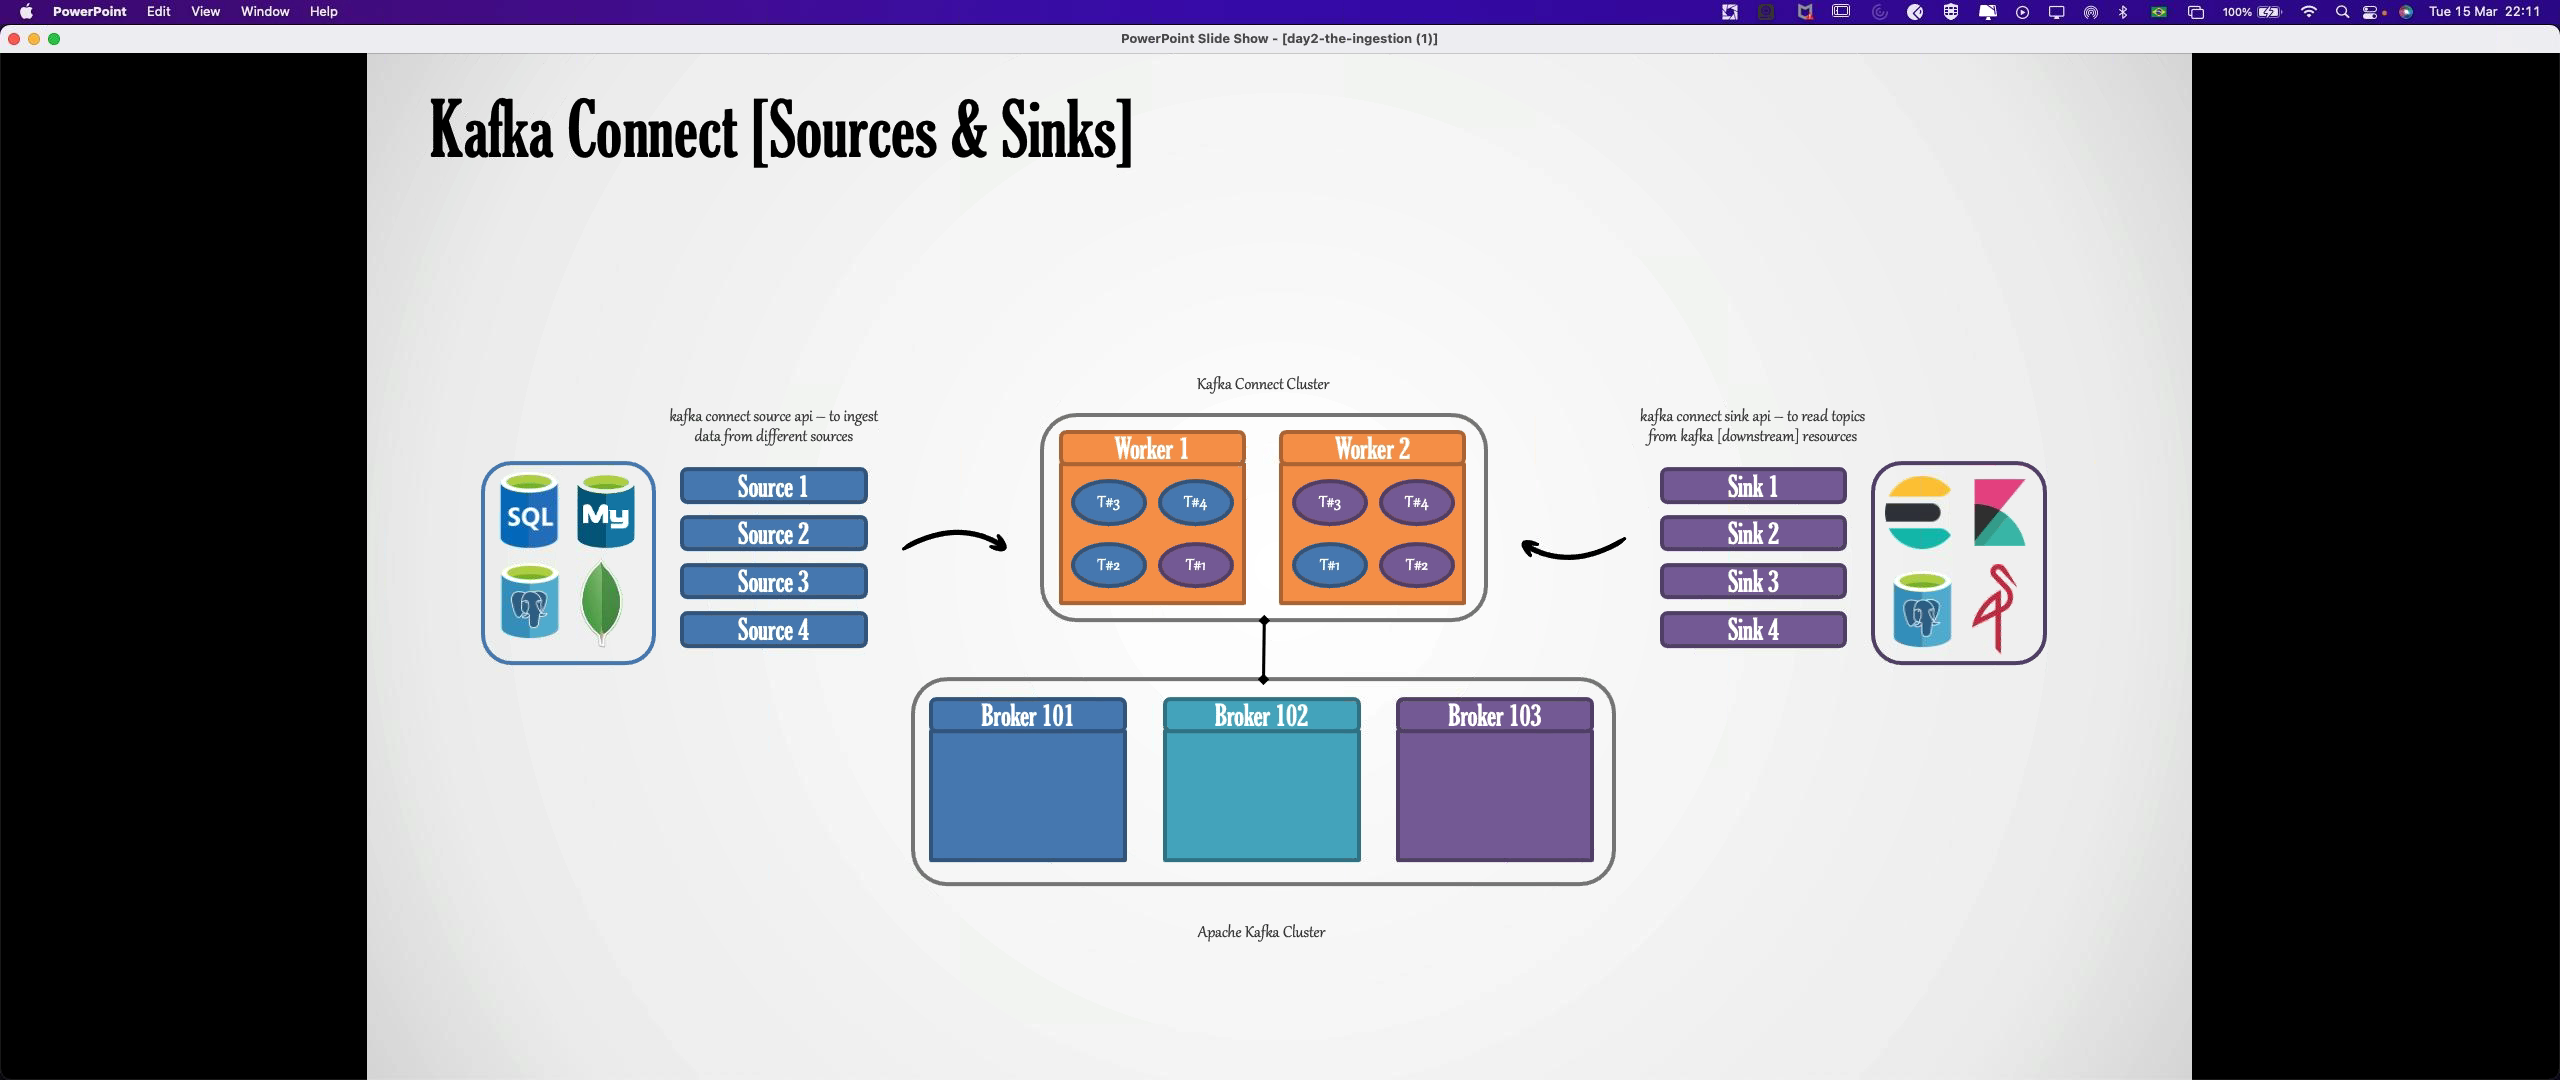 PowerPoint Edit View Window Help
100% Tue 15 Mar 22:11
PowerPoint Slide Show - [day2-the-ingestion (1)]
Kafka Connect [Sources & Sinks]
Kafka Connect Cluster
kafka connect source api – to ingest
data from different sources
SQL My
Source 1
Source 2
Source 3
Source 4
Worker 1
T#3 T#4
T#2 T#1
Worker 2
T#3 T#4
T#1 T#2
kafka connect sink api – to read topics
from kafka [downstream] resources
Sink 1
Sink 2
Sink 3
Sink 4
Broker 101
Broker 102
Broker 103
Apache Kafka Cluster